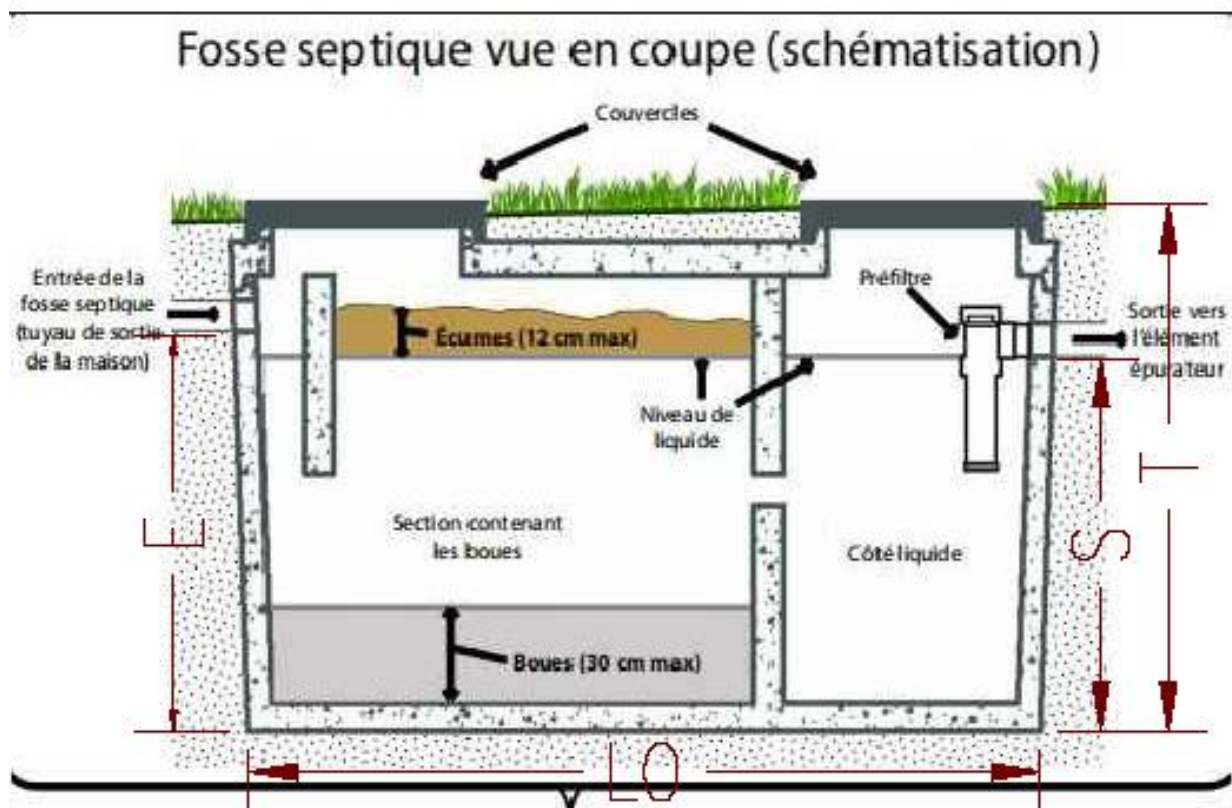 Fosse septique vue en coupe (schématisation)
Couvercles
Entrée de la
fosse septique
(tuyau de sortie
de la maison)
Écumes (12 cm max)
Préfiltre
Sortie vers
l'élément
épurateur
Niveau de
liquide
Section contenant
les boues
Côté liquide
Boues (30 cm max)
E
S
T
LO